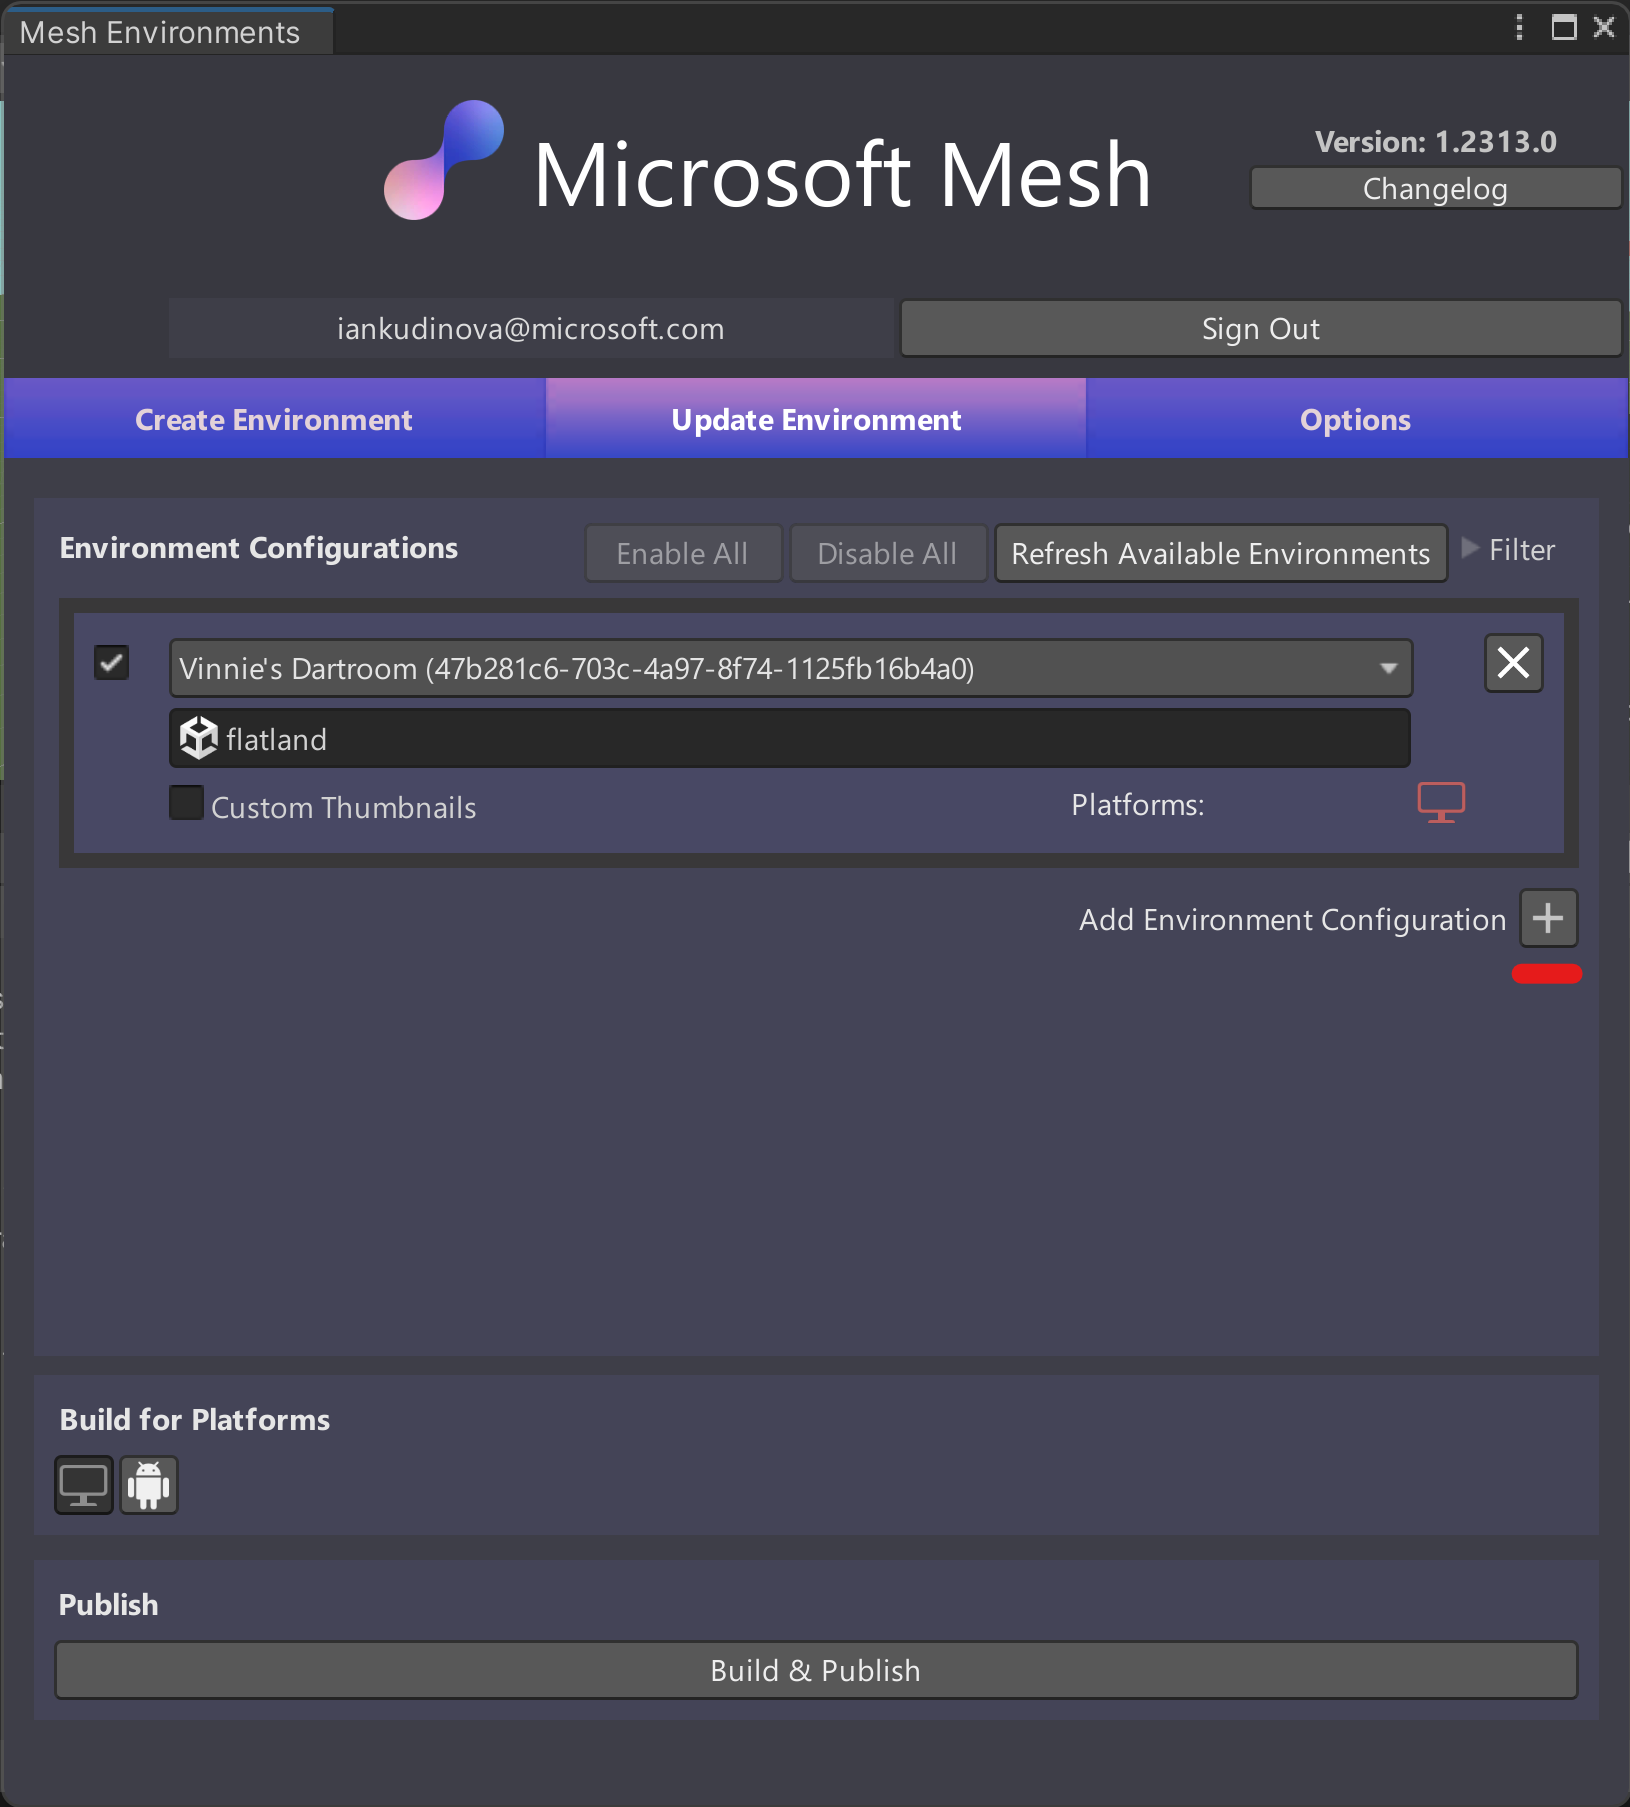 Mesh Environments
Microsoft Mesh
Version: 1.2313.0
Changelog
iankudinova@microsoft.com
Sign Out
Create Environment
Update Environment
Options
Environment Configurations
Enable All
Disable All
Refresh Available Environments
Filter
Vinnie's Dartroom (47b281c6-703c-4a97-8f74-1125fb16b4a0)
flatland
Custom Thumbnails
Platforms:
Add Environment Configuration
Build for Platforms
Publish
Build & Publish